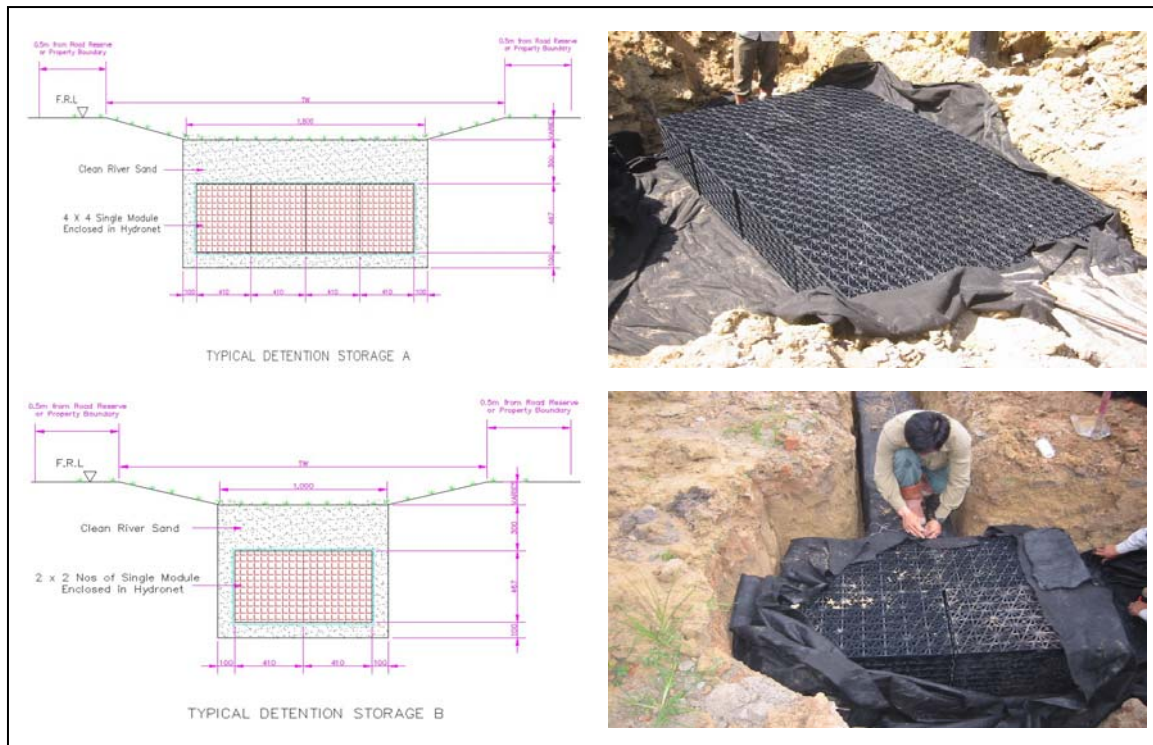 0.5m from Road Reserve
or Property Boundary
0.5m from Road Reserve
or Property Boundary
F.R.L
TW
1,800
VARIES
Clean River Sand
300
4 X 4 Single Module
Enclosed in Hydronet
467
100
100
410
410
410
410
100
TYPICAL DETENTION STORAGE A
0.5m from Road Reserve
or Property Boundary
0.5m from Road Reserve
or Property Boundary
F.R.L
TW
1,000
VARIES
Clean River Sand
300
2 x 2 Nos of Single Module
Enclosed In Hydronet
467
100
100
410
410
100
TYPICAL DETENTION STORAGE B